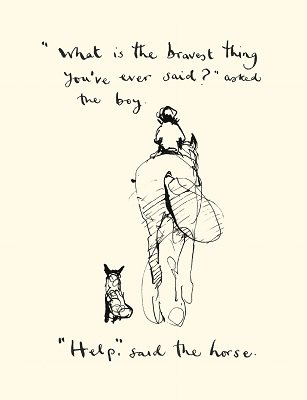 "What is the bravest thing
you've ever said?" asked
the boy.
"Help." said the horse.